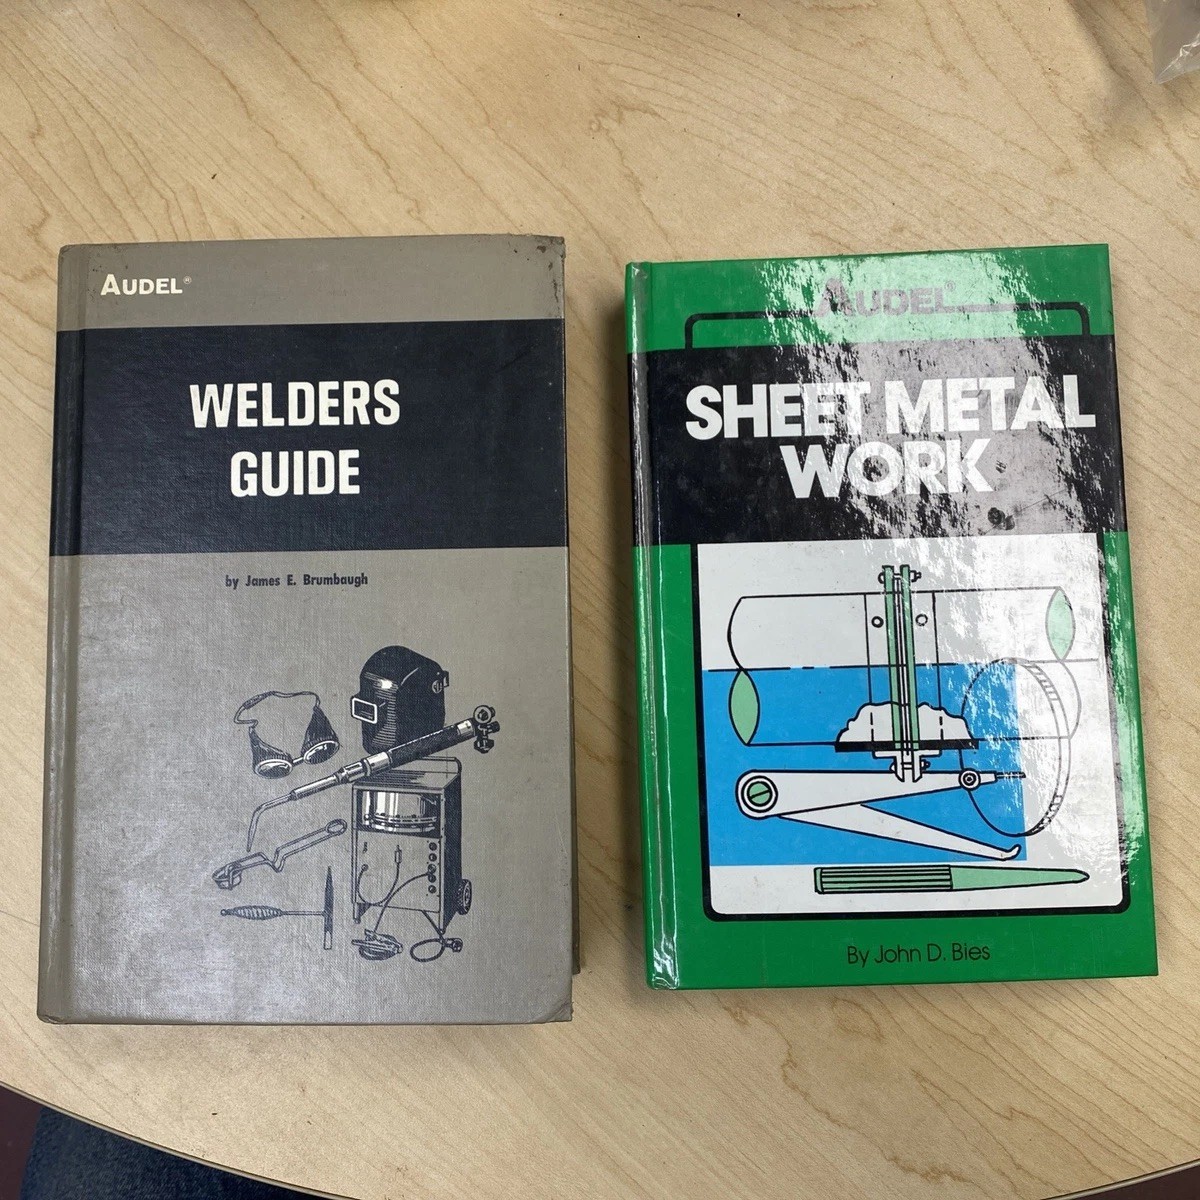 AUDEL®
WELDERS
GUIDE
by James E. Brumbaugh
AUDEL®
SHEET METAL
WORK
By John D. Bies